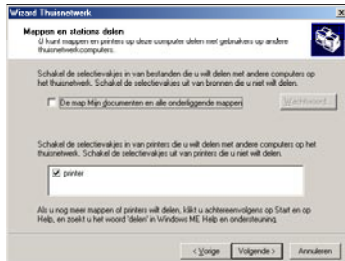 Wizard Thuisnetwerk
Mappen en stations delen
U kunt mappen en printers op deze computer delen met gebruikers op andere
thuisnetwerkcomputers.
Schakel de selectievakjes in van bestanden die u wilt delen met andere computers op
het thuisnetwerk. Schakel de selectievakjes uit van bronnen die u niet wilt delen.
De map Mijn documenten en alle onderliggende mappen
Wachtwoord...
Schakel de selectievakjes in van printers die u wilt delen met andere computers op het
thuisnetwerk. Schakel de selectievakjes uit van printers die u niet wilt delen.
printer
Als u nog meer mappen of printers wilt delen, klikt u achtereenvolgens op Start en op
Help, en zoekt u het woord 'delen' in Windows ME Help en ondersteuning.
< Vorige
Volgende >
Annuleren